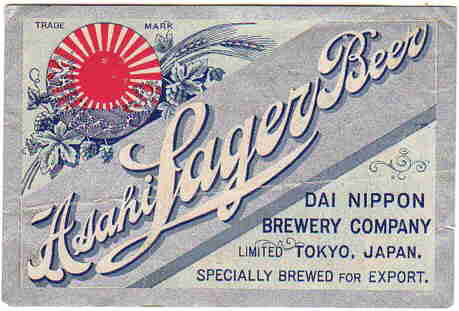 TRADE MARK
Asahi Lager Beer
DAI NIPPON
BREWERY COMPANY
LIMITED TOKYO, JAPAN.
SPECIALLY BREWED FOR EXPORT.